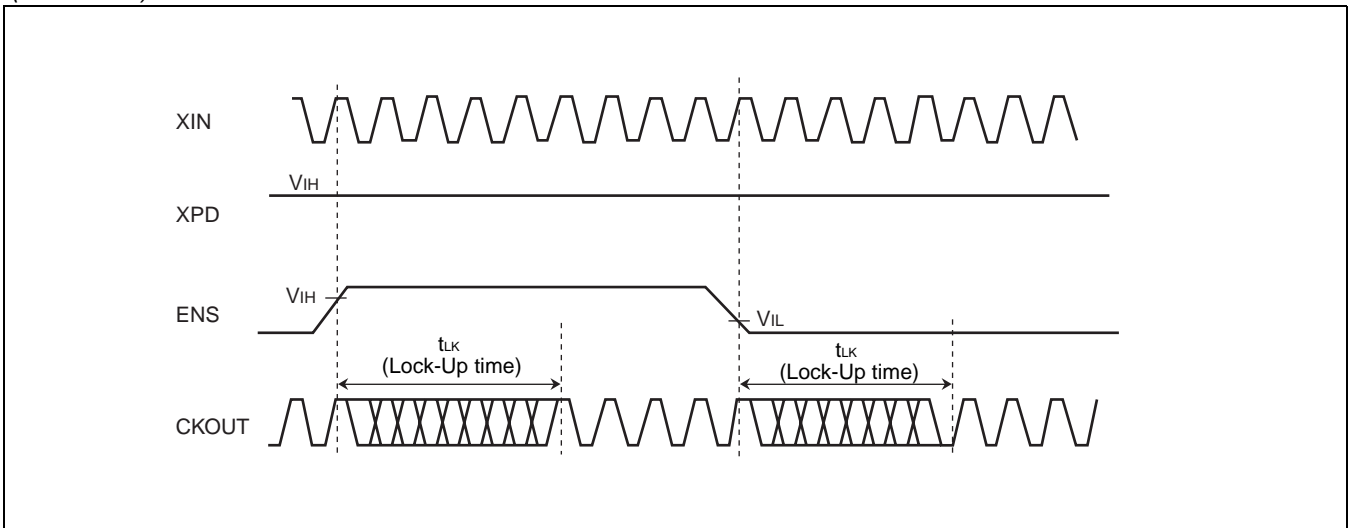 XIN
VIH
XPD
VIH
ENS
VIL
tLK
(Lock-Up time)
tLK
(Lock-Up time)
CKOUT